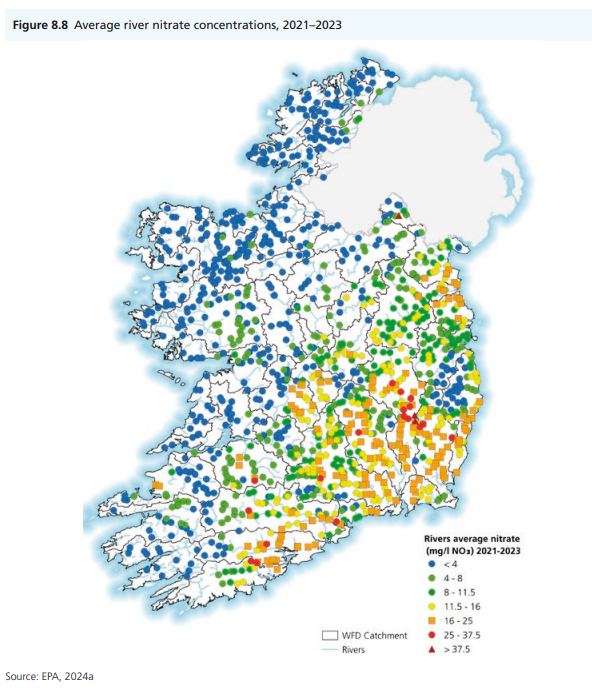 Figure 8.8 Average river nitrate concentrations, 2021–2023
Rivers average nitrate
(mg/l NO₃) 2021-2023
< 4
4 - 8
8 - 11.5
11.5 - 16
16 - 25
25 - 37.5
> 37.5
WFD Catchment
Rivers
Source: EPA, 2024a